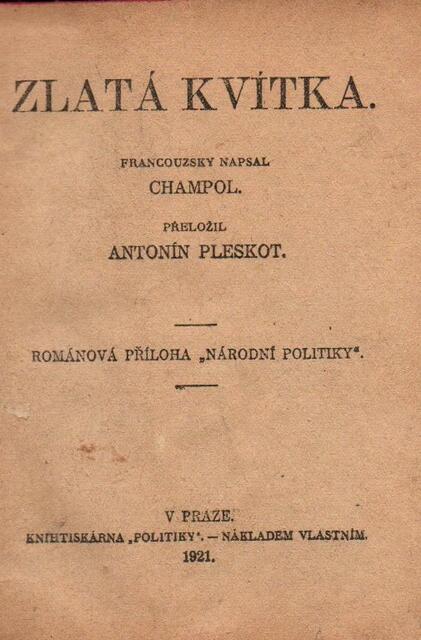 ZLATÁ KVÍTKA.
FRANCOUZSKY NAPSAL
CHAMPOL.
PŘELOŽIL
ANTONÍN PLESKOT.
ROMÁNOVÁ PŘÍLOHA „NÁRODNÍ POLITIKY“.
V PRAZE.
KNIHTISKÁRNA „POLITIKY“. — NÁKLADEM VLASTNÍM.
1921.